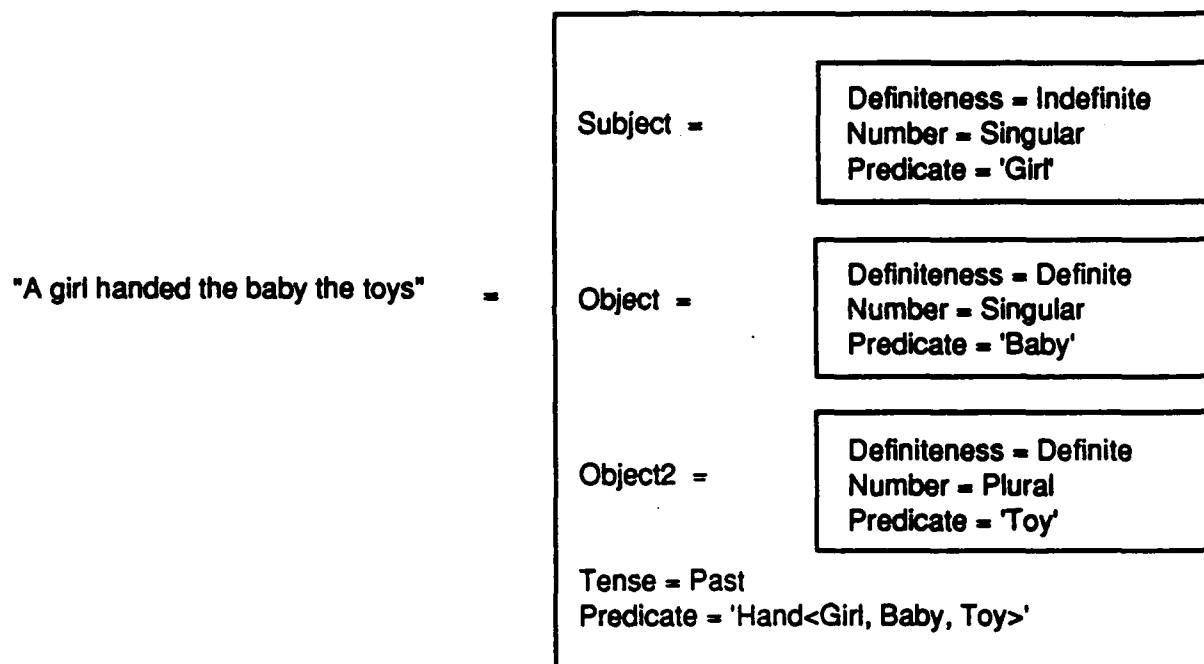 Subject =
Definiteness = Indefinite
Number = Singular
Predicate = 'Girl'
"A girl handed the baby the toys" =
Object =
Definiteness = Definite
Number = Singular
Predicate = 'Baby'
Object2 =
Definiteness = Definite
Number = Plural
Predicate = 'Toy'
Tense = Past
Predicate = 'Hand<Girl, Baby, Toy>'